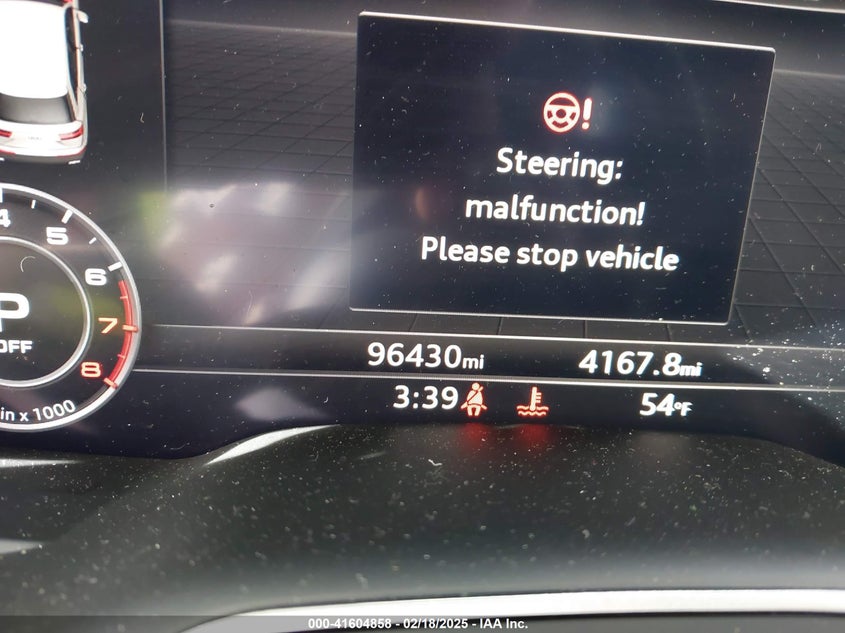 Steering:
malfunction!
Please stop vehicle
4
5
6
7
8
P
OFF
in x 1000
96430mi 4167.8mi
3:39 54°F
000-41604858 - 02/18/2025 - IAA Inc.